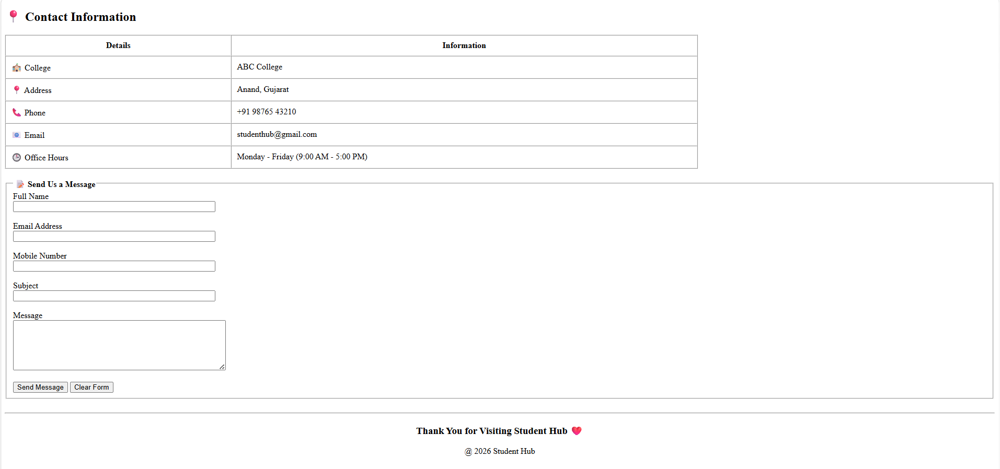 📍 Contact Information
Details Information
🏫 College ABC College
📍 Address Anand, Gujarat
📞 Phone +91 98765 43210
📧 Email studenthub@gmail.com
🕒 Office Hours Monday - Friday (9:00 AM - 5:00 PM)
📝 Send Us a Message
Full Name
Email Address
Mobile Number
Subject
Message
Send Message Clear Form
Thank You for Visiting Student Hub ❤️
@ 2026 Student Hub